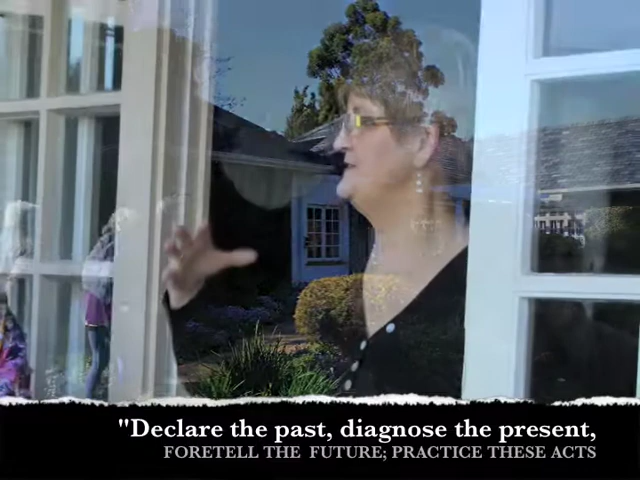 "Declare the past, diagnose the present,
FORETELL THE FUTURE; PRACTICE THESE ACTS